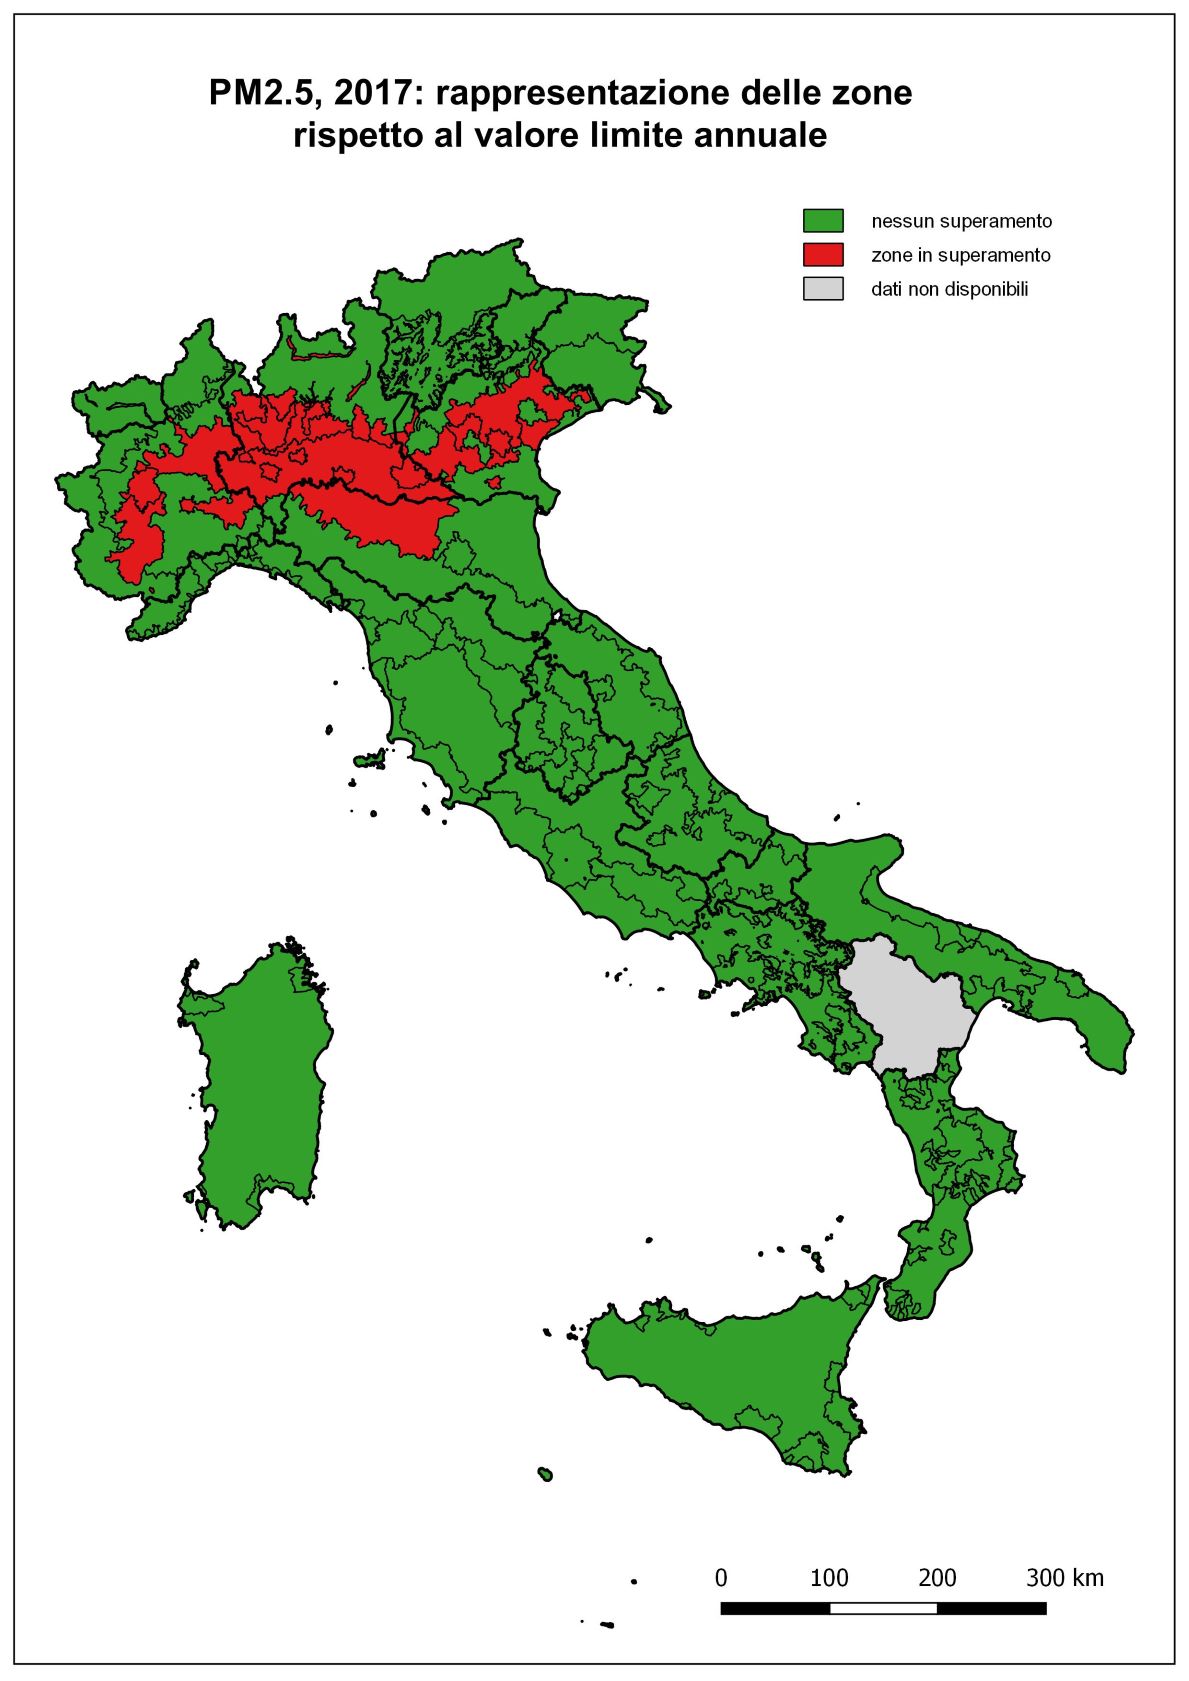 PM2.5, 2017: rappresentazione delle zone
rispetto al valore limite annuale
nessun superamento
zone in superamento
dati non disponibili
0 100 200 300 km